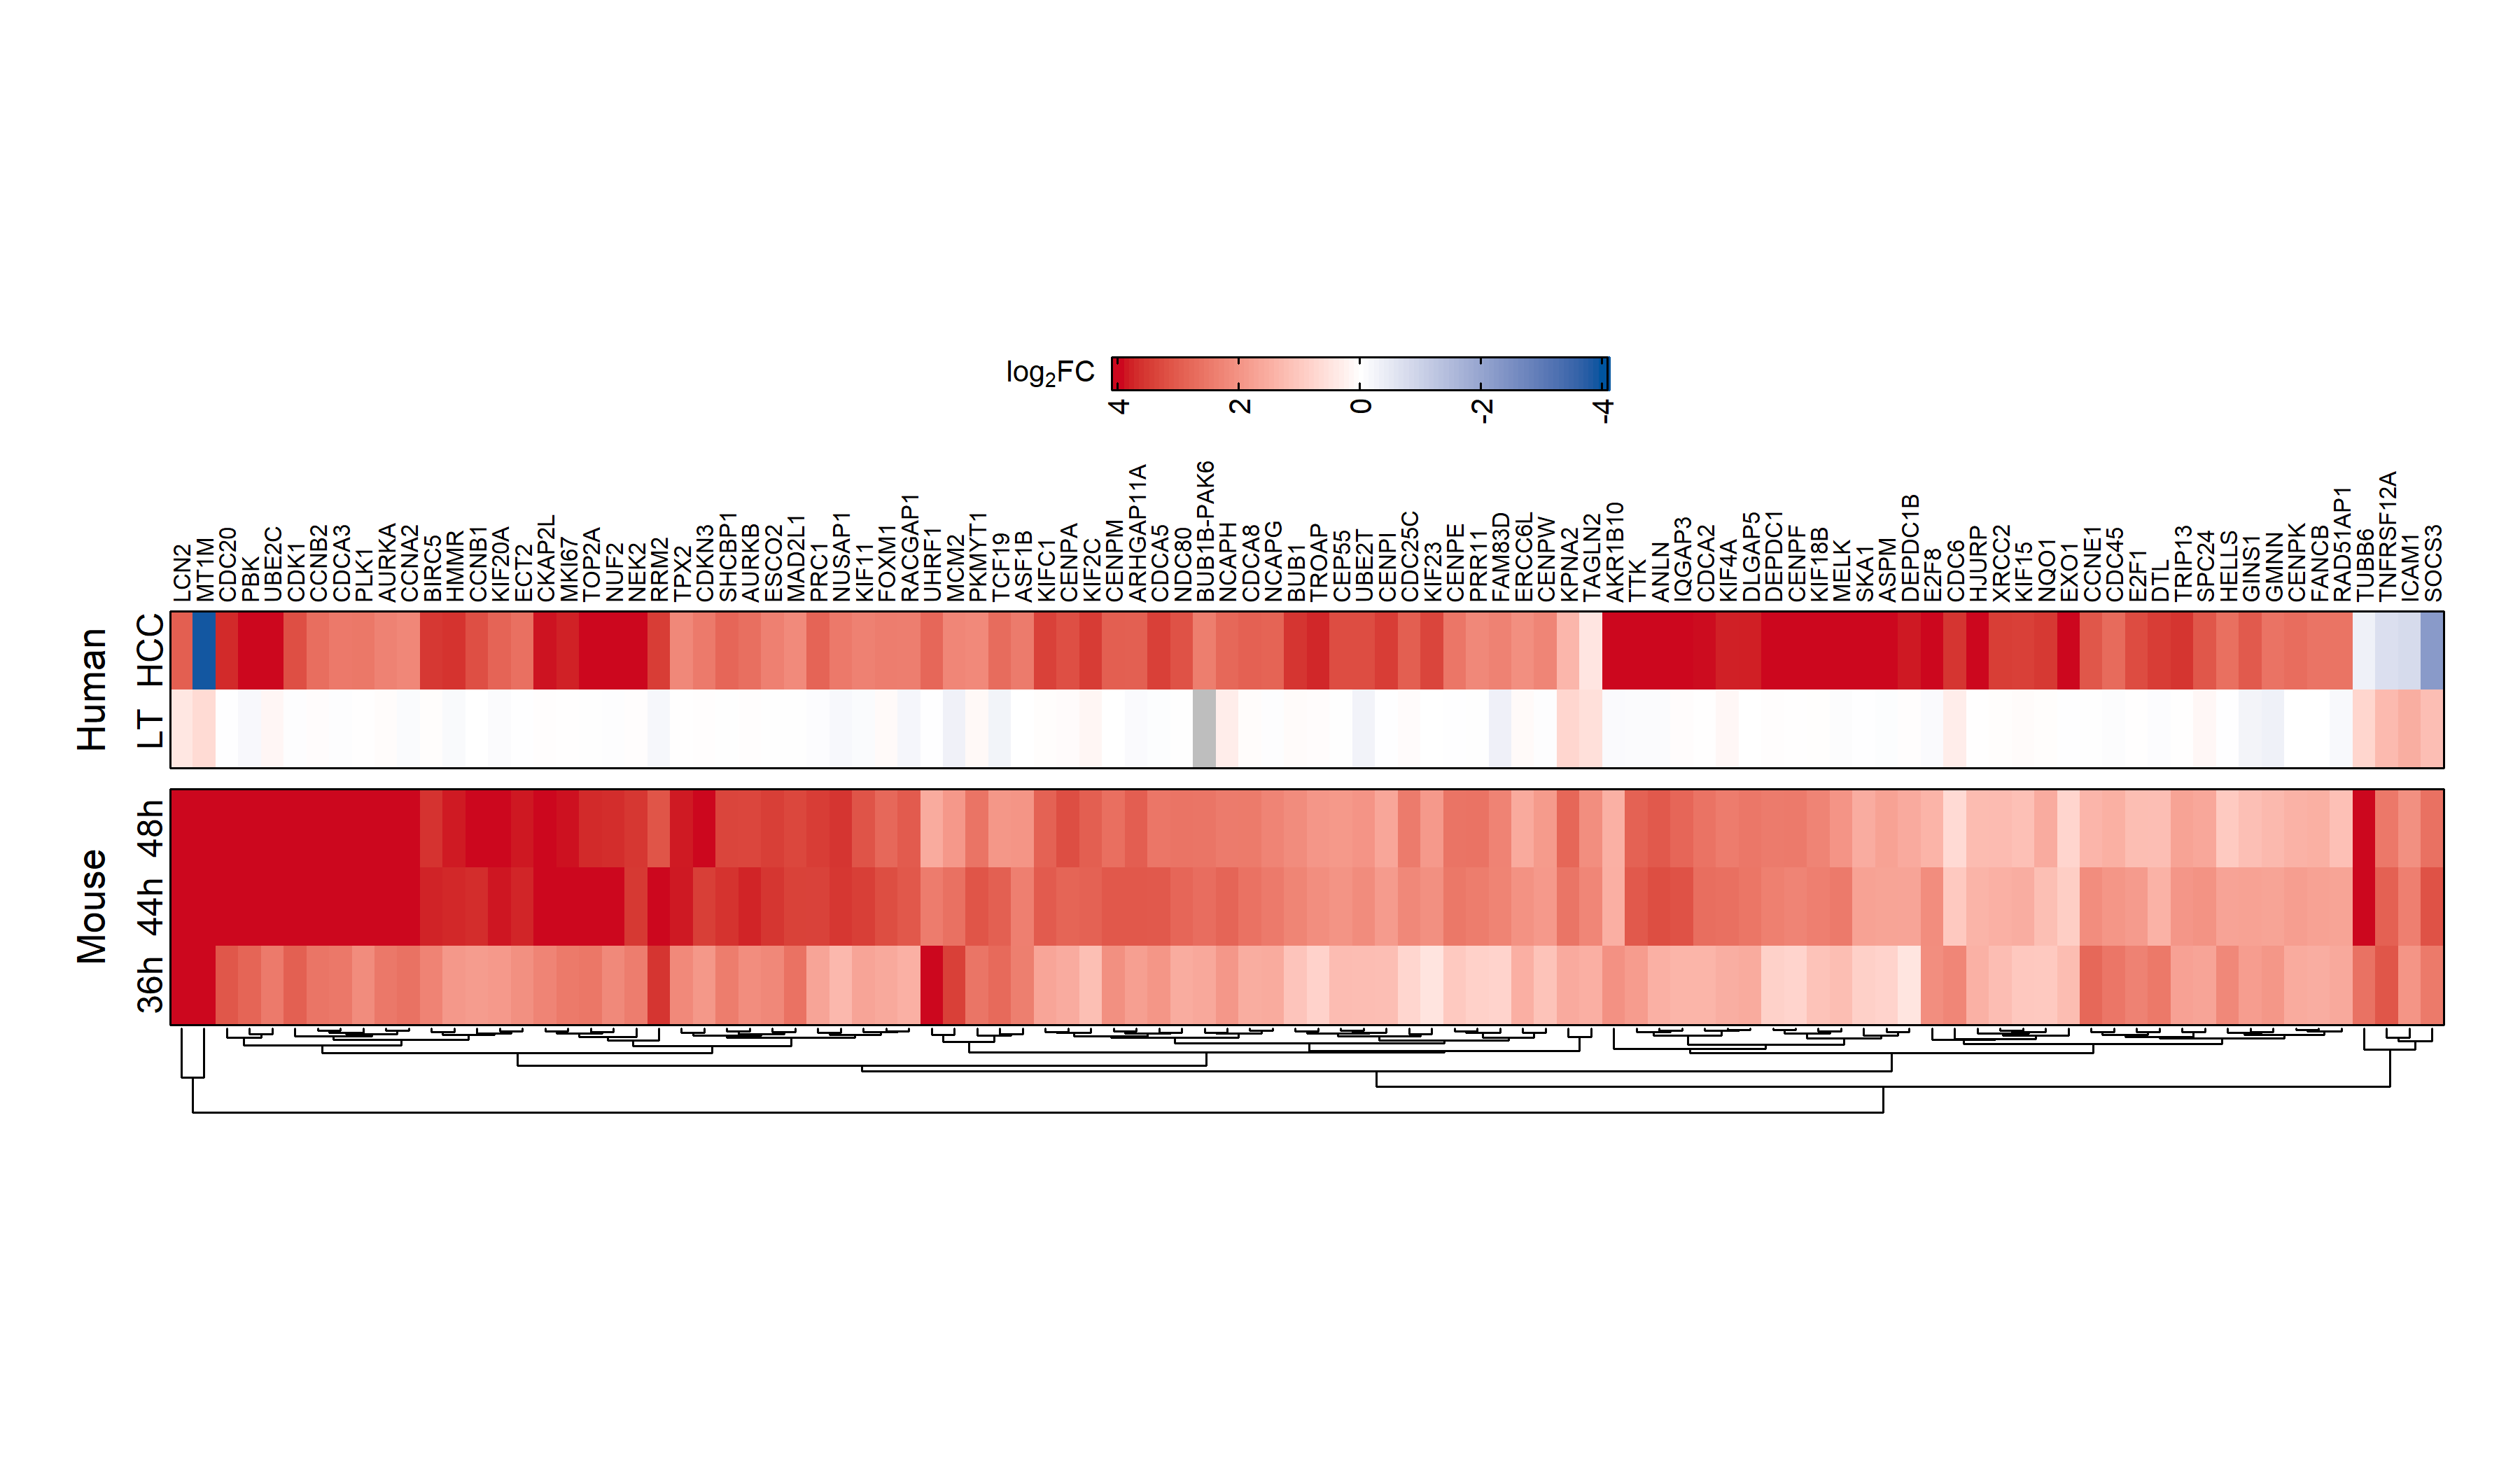 log2FC
4
2
0
-2
-4
LCN2
MT1M
CDC20
PBK
UBE2C
CDK1
CCNB2
CDCA3
PLK1
AURKA
CCNA2
BIRC5
HMMR
CCNB1
KIF20A
ECT2
CKAP2L
MKI67
TOP2A
NUF2
NEK2
RRM2
TPX2
CDKN3
SHCBP1
AURKB
ESCO2
MAD2L1
PRC1
NUSAP1
KIF11
FOXM1
RACGAP1
UHRF1
MCM2
PKMYT1
TCF19
ASF1B
KIFC1
CENPA
KIF2C
CENPM
ARHGAP11A
CDCA5
NDC80
BUB1B-PAK6
NCAPH
CDCA8
NCAPG
BUB1
TROAP
CEP55
UBE2T
CENPI
CDC25C
KIF23
CENPE
PRR11
FAM83D
ERCC6L
CENPW
KPNA2
TAGLN2
AKR1B10
TTK
ANLN
IQGAP3
CDCA2
KIF4A
DLGAP5
DEPDC1
CENPF
KIF18B
MELK
SKA1
ASPM
DEPDC1B
E2F8
CDC6
HJURP
XRCC2
KIF15
NQO1
EXO1
CCNE1
CDC45
E2F1
DTL
TRIP13
SPC24
HELLS
GINS1
GMNN
CENPK
FANCB
RAD51AP1
TUBB6
TNFRSF12A
ICAM1
SOCS3
Human
HCC
LT
Mouse
48h
44h
36h